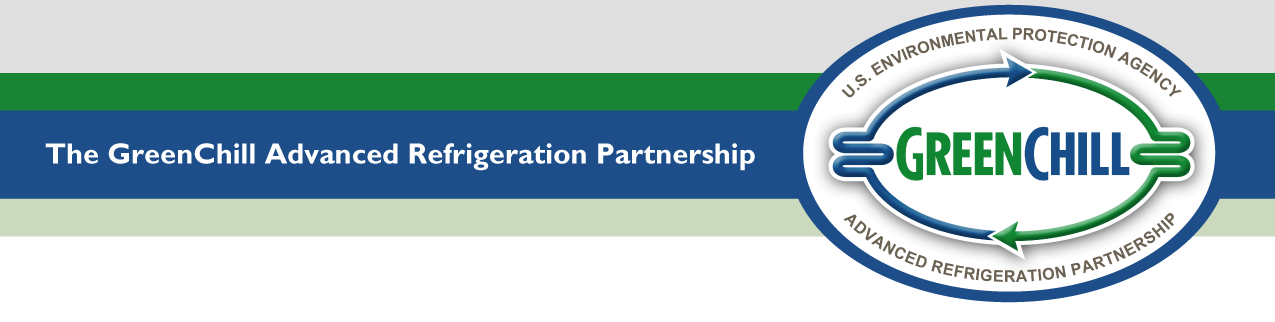 The GreenChill Advanced Refrigeration Partnership
U.S. ENVIRONMENTAL PROTECTION AGENCY
GREENCHILL
ADVANCED REFRIGERATION PARTNERSHIP